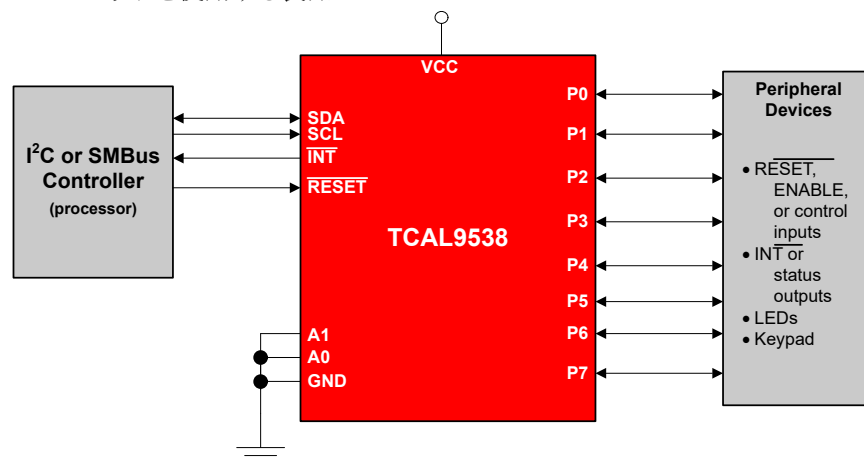 VCC
I²C or SMBus
Controller
(processor)
SDA
SCL
INT
RESET
A1
A0
GND
TCAL9538
P0
P1
P2
P3
P4
P5
P6
P7
Peripheral
Devices
• RESET,
ENABLE,
or control
inputs
• INT or
status
outputs
• LEDs
• Keypad